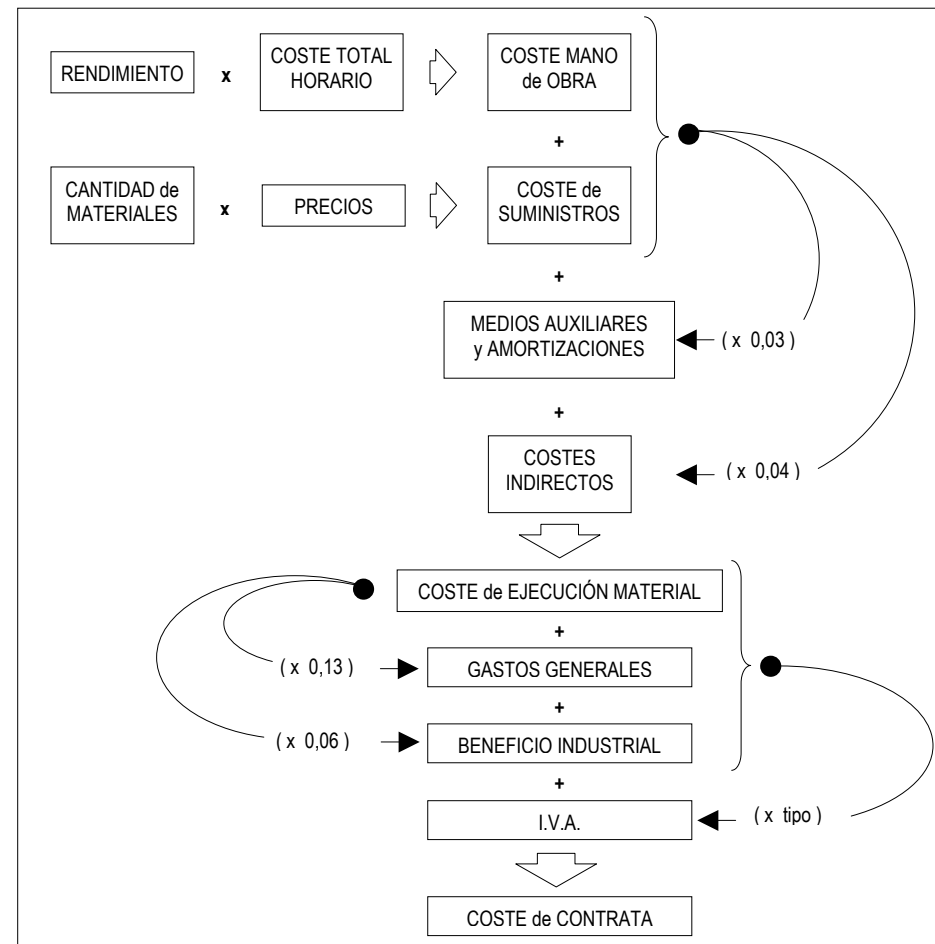 RENDIMIENTO
x
COSTE TOTAL
HORARIO
COSTE MANO
de OBRA
+
CANTIDAD de
MATERIALES
x
PRECIOS
COSTE de
SUMINISTROS
+
MEDIOS AUXILIARES
y AMORTIZACIONES
( x 0,03 )
+
COSTES
INDIRECTOS
( x 0,04 )
COSTE de EJECUCIÓN MATERIAL
+
( x 0,13 )
GASTOS GENERALES
+
( x 0,06 )
BENEFICIO INDUSTRIAL
+
I.V.A.
( x tipo )
COSTE de CONTRATA